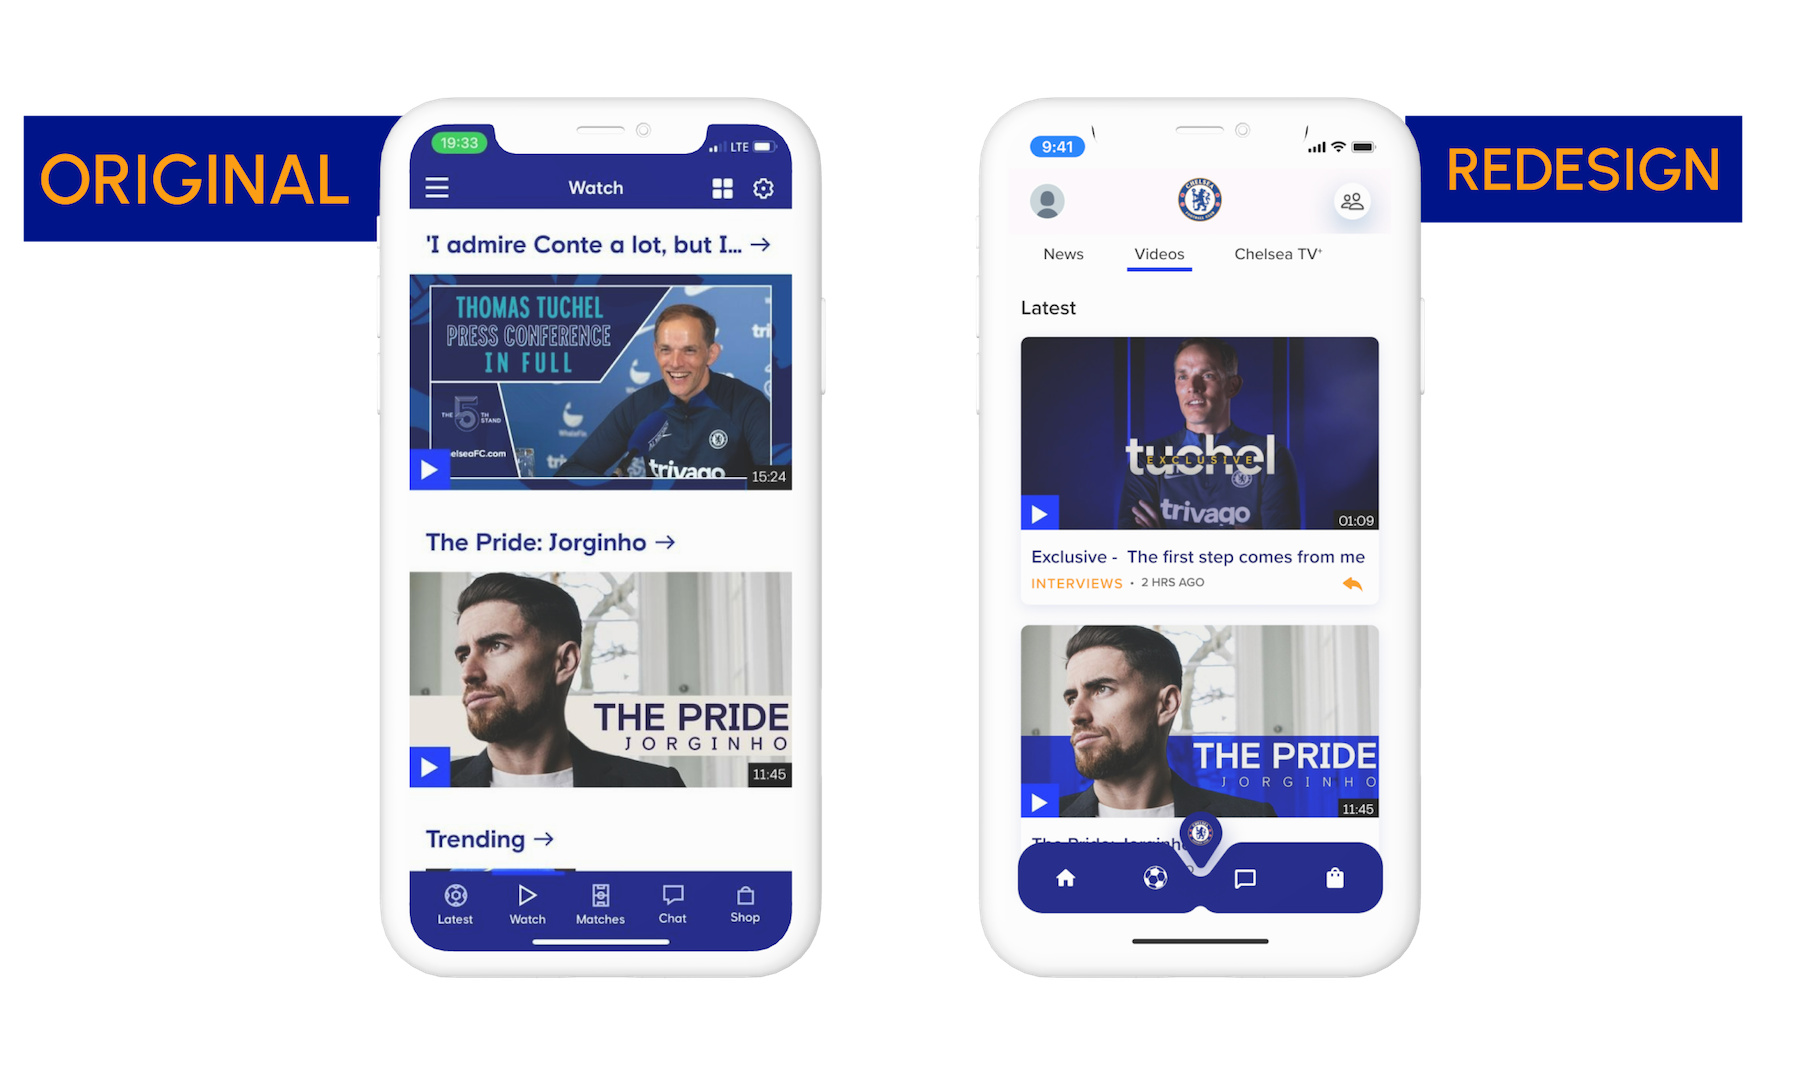 ORIGINAL
19:33
LTE
Watch
'I admire Conte a lot, but I...
THOMAS TUCHEL
PRESS CONFERENCE
IN FULL
THE 5TH STAND
elseaFC.com
tri
trivago
15:24
The Pride: Jorginho
THE PRIDE
JORGINHO
11:45
Trending
Latest
Watch
Matches
Chat
Shop
REDESIGN
9:41
CHELSEA
News
Videos
Chelsea TV+
Latest
tuchel
EXCLUSIVE
trivago
01:09
Exclusive - The first step comes from me
INTERVIEWS • 2 HRS AGO
THE PRIDE
JORGINHO
11:45
The Pride: Jorginho